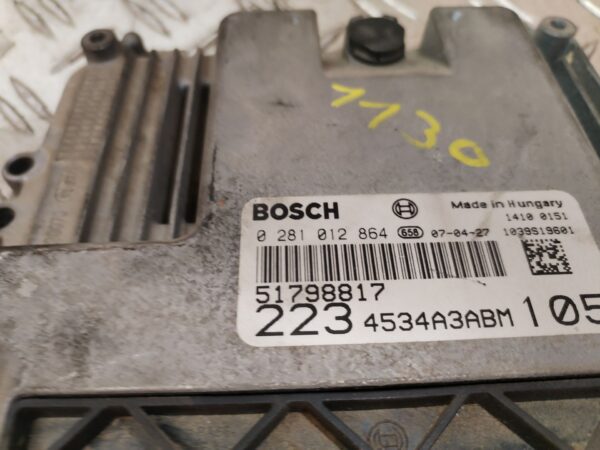 1130
BOSCH Made in Hungary
1410 0151
0 281 012 864 658 07-04-27 1039S19601
51798817
223 4534A3ABM 105